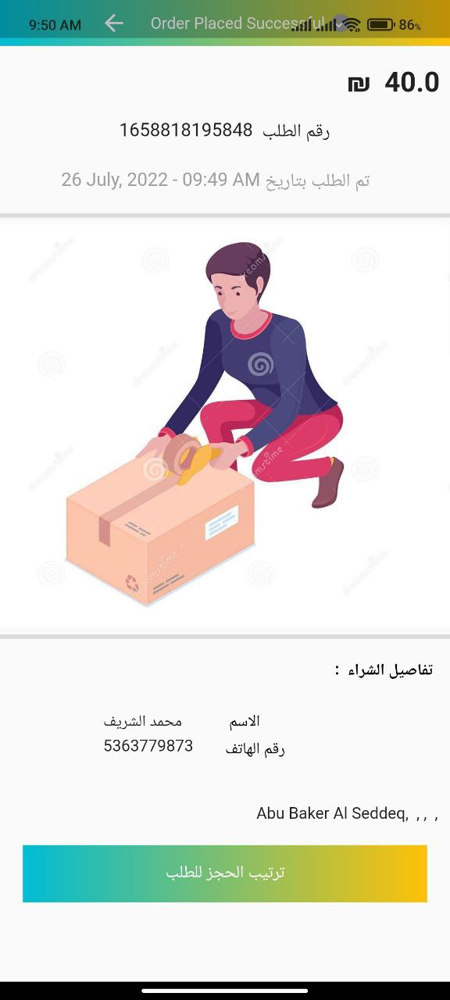 9:50 AM
Order Placed Successful
86%
₪ 40.0
رقم الطلب 1658818195848
تم الطلب بتاريخ 26 July, 2022 - 09:49 AM
dreamstime
تفاصيل الشراء :
الاسم محمد الشريف
رقم الهاتف 5363779873
Abu Baker Al Seddeq, , , ,
ترتيب الحجز للطلب